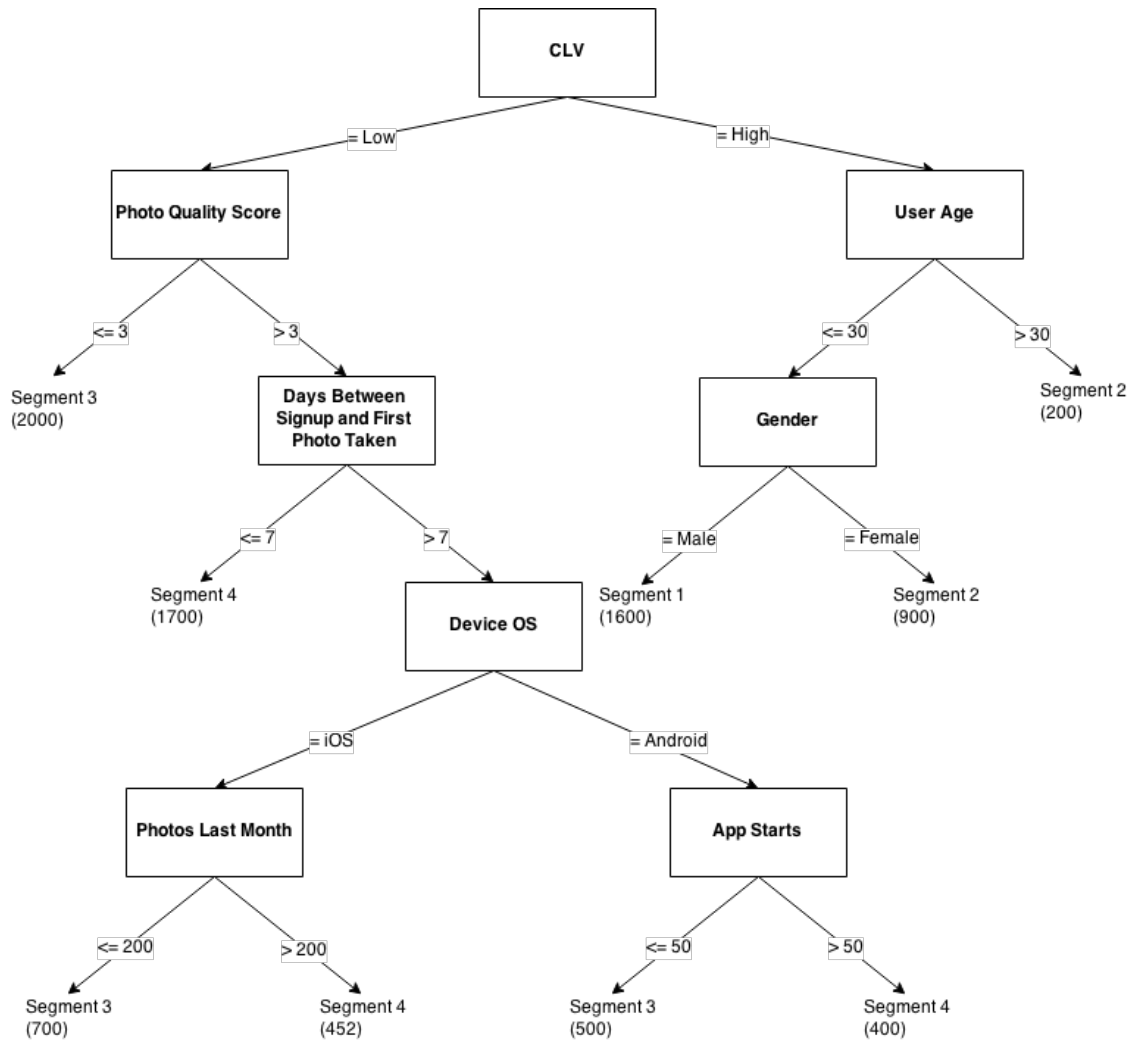 CLV
= Low
= High
Photo Quality Score
User Age
<= 3
> 3
<= 30
> 30
Segment 3
(2000)
Days Between
Signup and First
Photo Taken
Gender
Segment 2
(200)
<= 7
> 7
= Male
= Female
Segment 4
(1700)
Device OS
Segment 1
(1600)
Segment 2
(900)
= iOS
= Android
Photos Last Month
App Starts
<= 200
> 200
<= 50
> 50
Segment 3
(700)
Segment 4
(452)
Segment 3
(500)
Segment 4
(400)